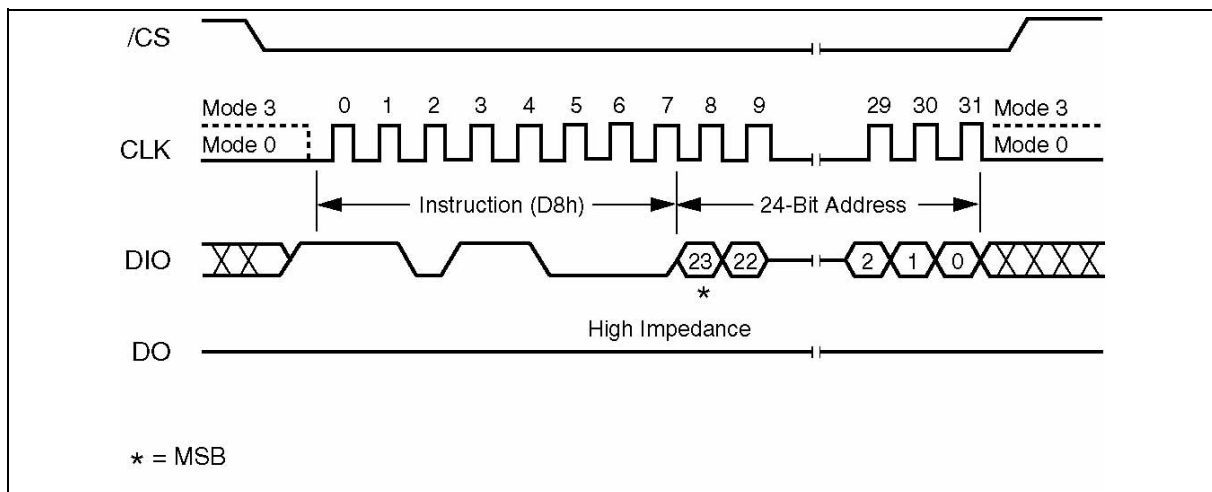 /CS
Mode 3 0 1 2 3 4 5 6 7 8 9 29 30 31 Mode 3
CLK Mode 0 Mode 0
Instruction (D8h) 24-Bit Address
DIO 23 22 2 1 0
*
High Impedance
DO
* = MSB